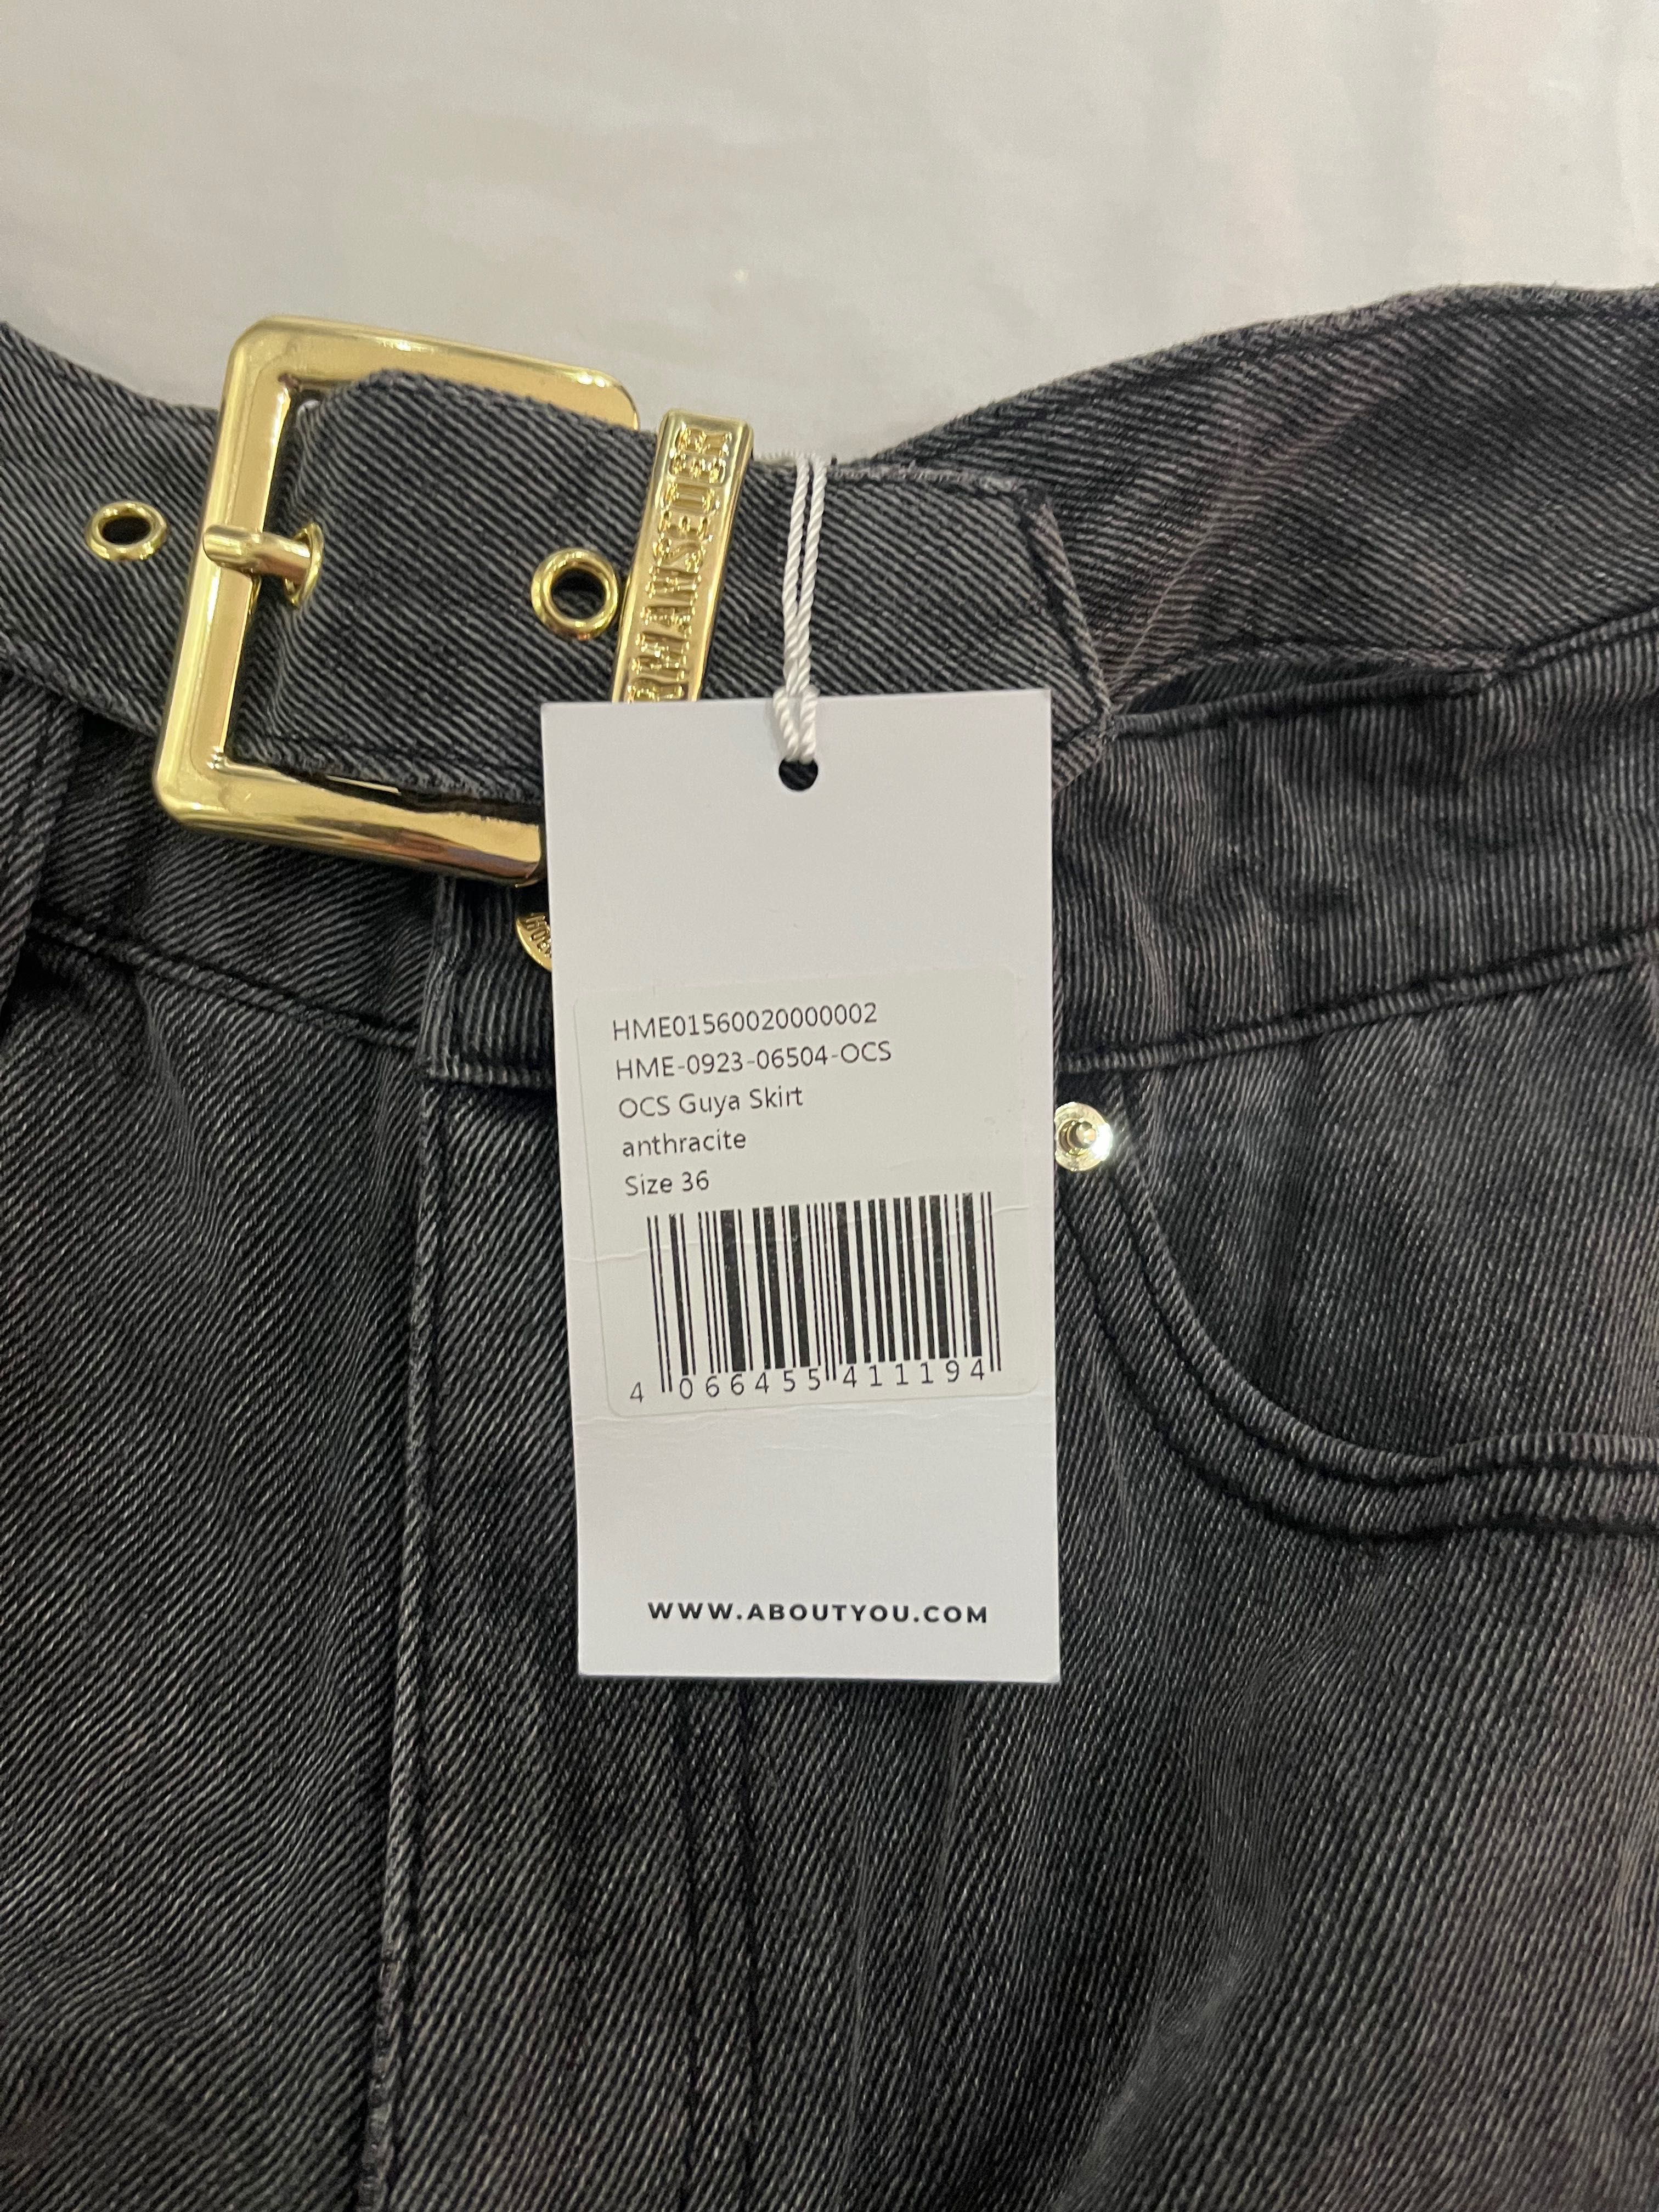 HME01560020000002
HME-0923-06504-OCS
OCS Guya Skirt
anthracite
Size 36
4 066455 411194
WWW.ABOUTYOU.COM